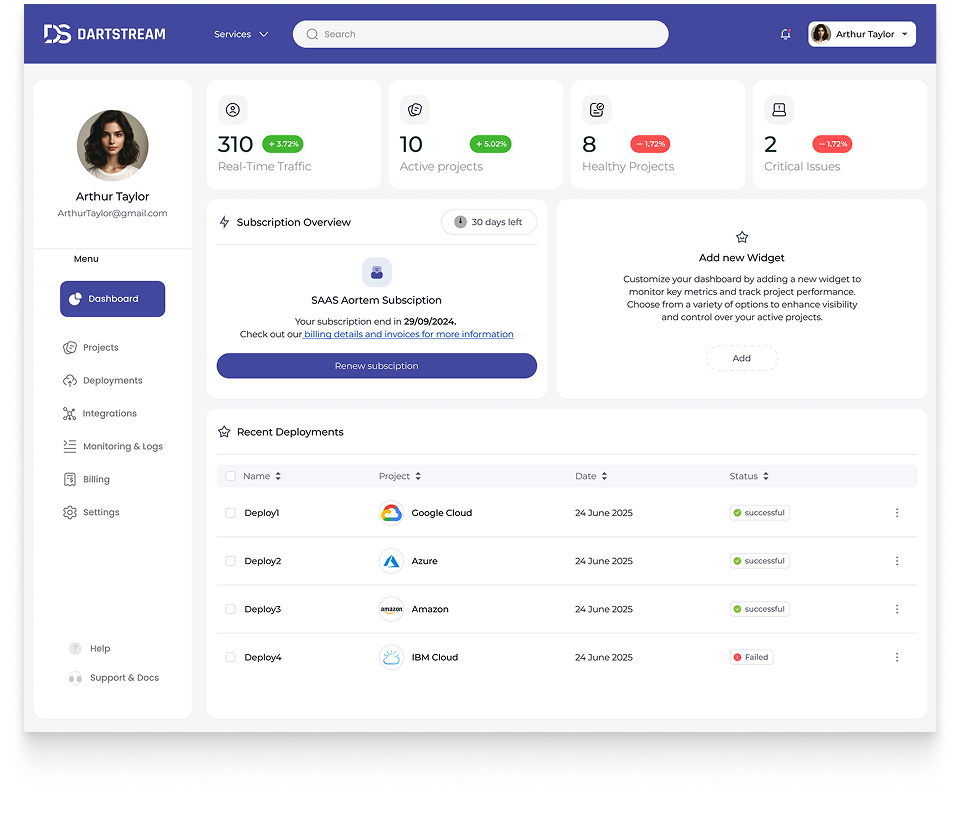 DS DARTSTREAM
Services
Search
Arthur Taylor
Arthur Taylor
ArthurTaylor@gmail.com
Menu
Dashboard
Projects
Deployments
Integrations
Monitoring & Logs
Billing
Settings
Help
Support & Docs
310 + 3.72%
Real-Time Traffic
10 + 5.02%
Active projects
8 − 1.72%
Healthy Projects
2 − 1.72%
Critical Issues
Subscription Overview
30 days left
SAAS Aortem Subsciption
Your subscription end in 29/09/2024.
Check out our billing details and invoices for more information
Renew subsciption
Add new Widget
Customize your dashboard by adding a new widget to
monitor key metrics and track project performance.
Choose from a variety of options to enhance visibility
and control over your active projects.
Add
Recent Deployments
Name Project Date Status
Deploy1 Google Cloud 24 June 2025 successful
Deploy2 Azure 24 June 2025 successful
Deploy3 amazon Amazon 24 June 2025 successful
Deploy4 IBM Cloud 24 June 2025 Failed